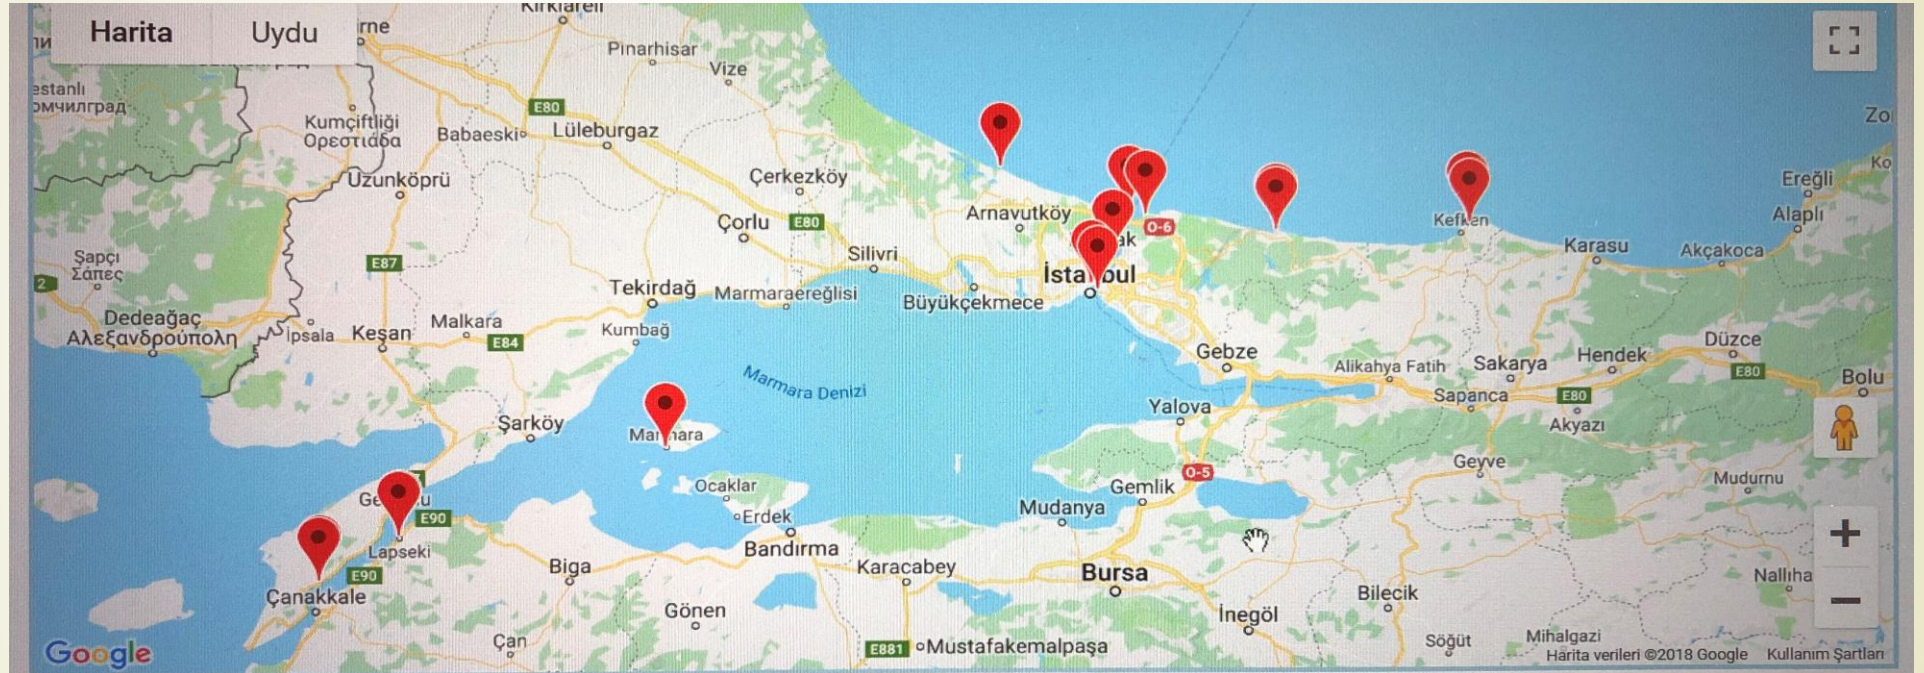 Harita
Uydu
Kırklareli
Pınarhisar
Vize
E80
Kumçiftliği
Ορεστιάδα
Babaeski
Lüleburgaz
Uzunköprü
Çerkezköy
Arnavutköy
Çorlu
E80
O-6
Kefken
Ereğli
Alaplı
Karasu
Akçakoca
Şapçı
Σάπες
2
E87
Silivri
İstanbul
Tekirdağ
Marmaraereğlisi
Büyükçekmece
Dedeağaç
Αλεξανδρούπολη
İpsala
Keşan
Malkara
E84
Kumbağ
Gebze
Alikahya Fatih
Sakarya
Hendek
Düzce
E80
Bolu
Marmara Denizi
Yalova
Sapanca
E80
Akyazı
Şarköy
Marmara
O-5
Geyve
Mudurnu
Ocaklar
Gemlik
Erdek
Mudanya
E90
Bandırma
Lapseki
E90
Biga
Karacabey
Bursa
Çanakkale
Gönen
Bilecik
İnegöl
Çan
E881
Mustafakemalpaşa
Söğüt
Mihalgazi
Google
Harita verileri ©2018 Google
Kullanım Şartları